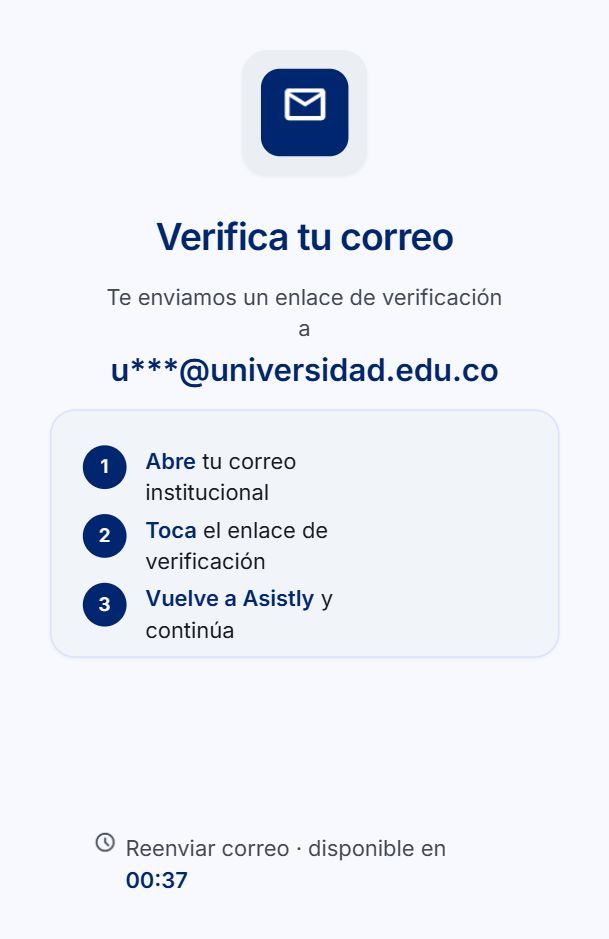 Verifica tu correo
Te enviamos un enlace de verificación
a
u***@universidad.edu.co
1 Abre tu correo
institucional
2 Toca el enlace de
verificación
3 Vuelve a Asistly y
continúa
Reenviar correo · disponible en
00:37